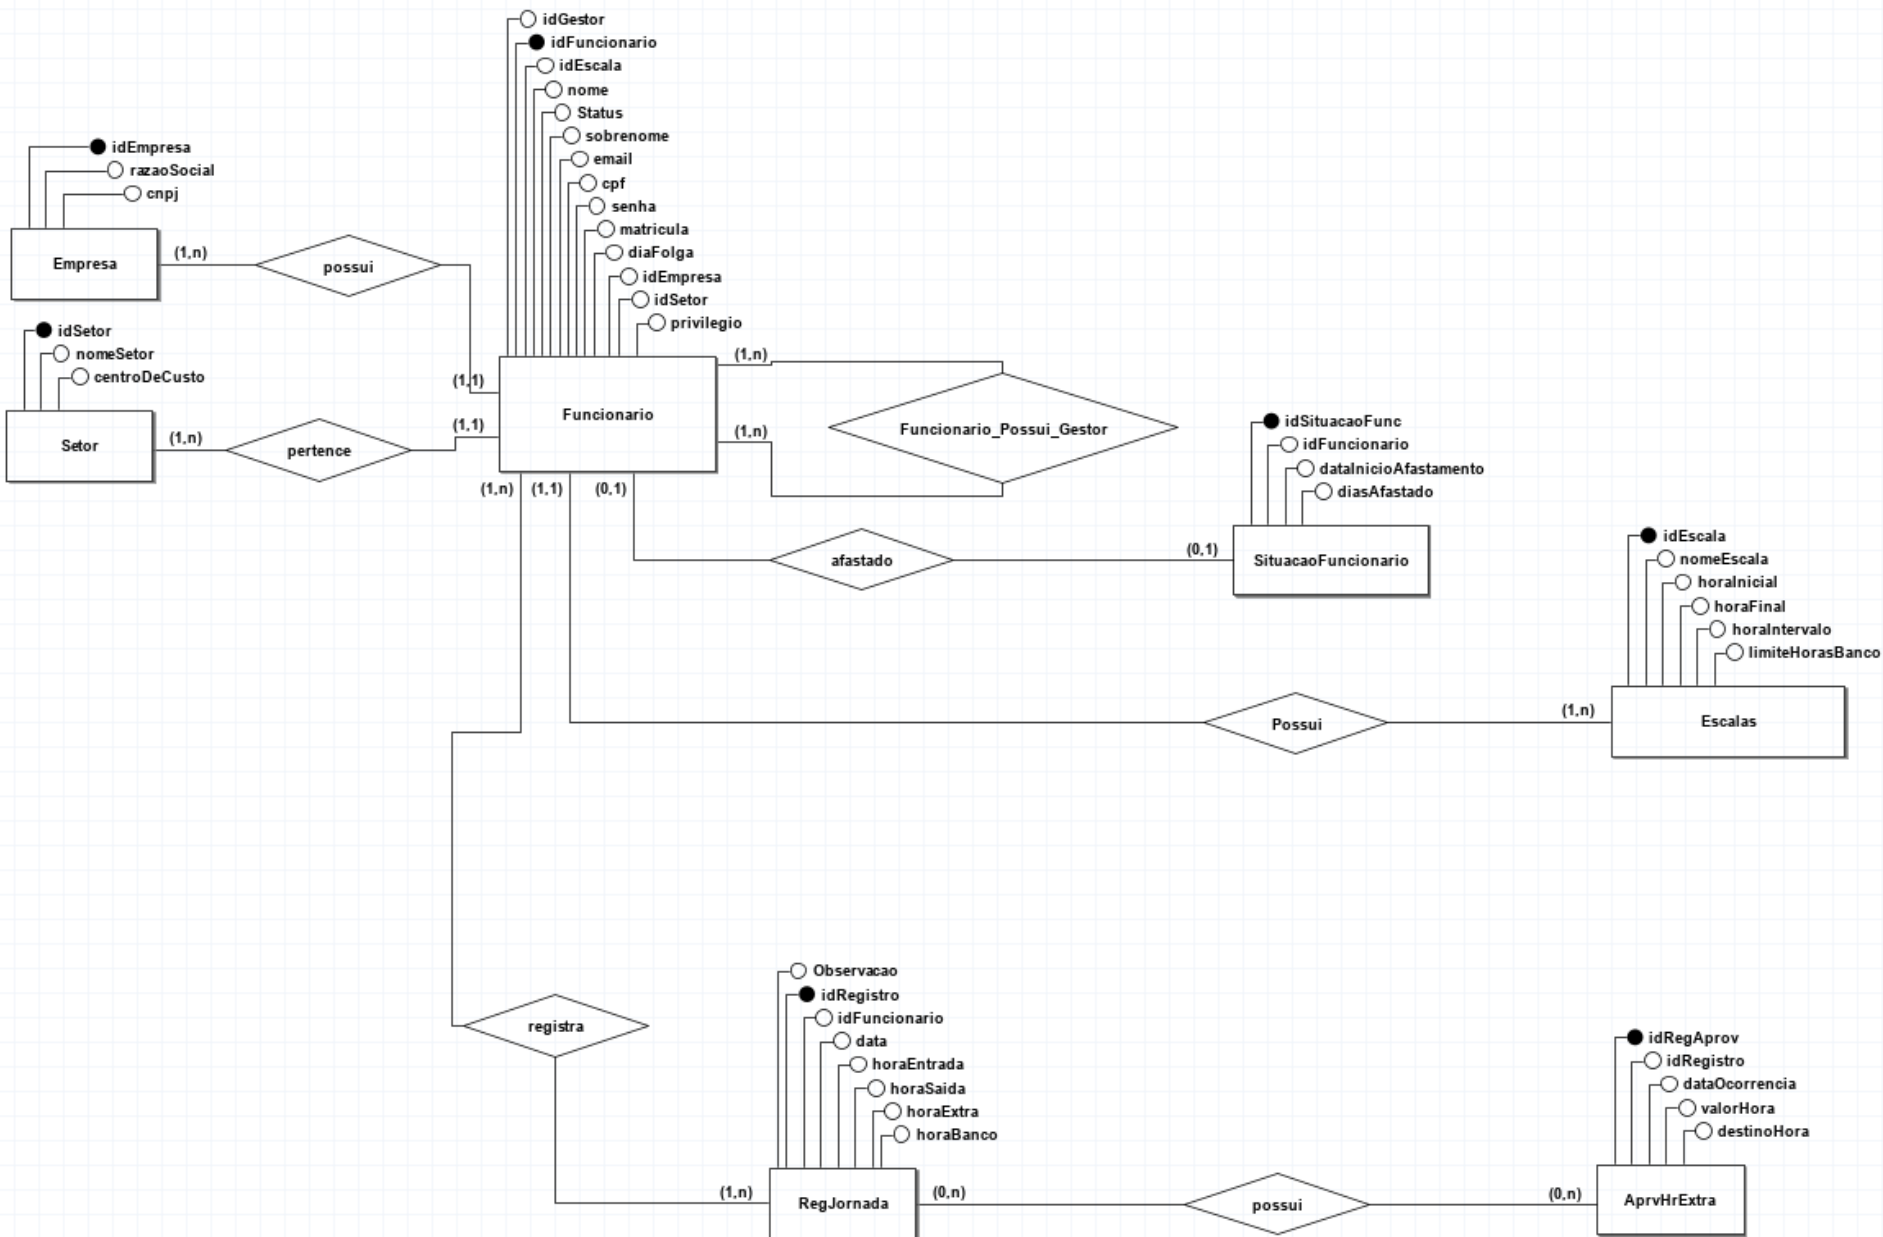 idGestor
idFuncionario
idEscala
nome
Status
sobrenome
email
cpf
senha
matricula
diaFolga
idEmpresa
idSetor
privilegio
idEmpresa
razaoSocial
cnpj
Empresa
(1,n)
possui
(1,1)
idSetor
nomeSetor
centroDeCusto
Setor
(1,n)
pertence
(1,1)
Funcionario
(1,n)
(1,n)
Funcionario_Possui_Gestor
(1,n)
(1,1)
(0,1)
afastado
(0,1)
idSituacaoFunc
idFuncionario
dataInicioAfastamento
diasAfastado
SituacaoFuncionario
idEscala
nomeEscala
horaInicial
horaFinal
horaIntervalo
limiteHorasBanco
Possui
(1,n)
Escalas
registra
Observacao
idRegistro
idFuncionario
data
horaEntrada
horaSaida
horaExtra
horaBanco
(1,n)
RegJornada
(0,n)
possui
(0,n)
idRegAprov
idRegistro
dataOcorrencia
valorHora
destinoHora
AprvHrExtra